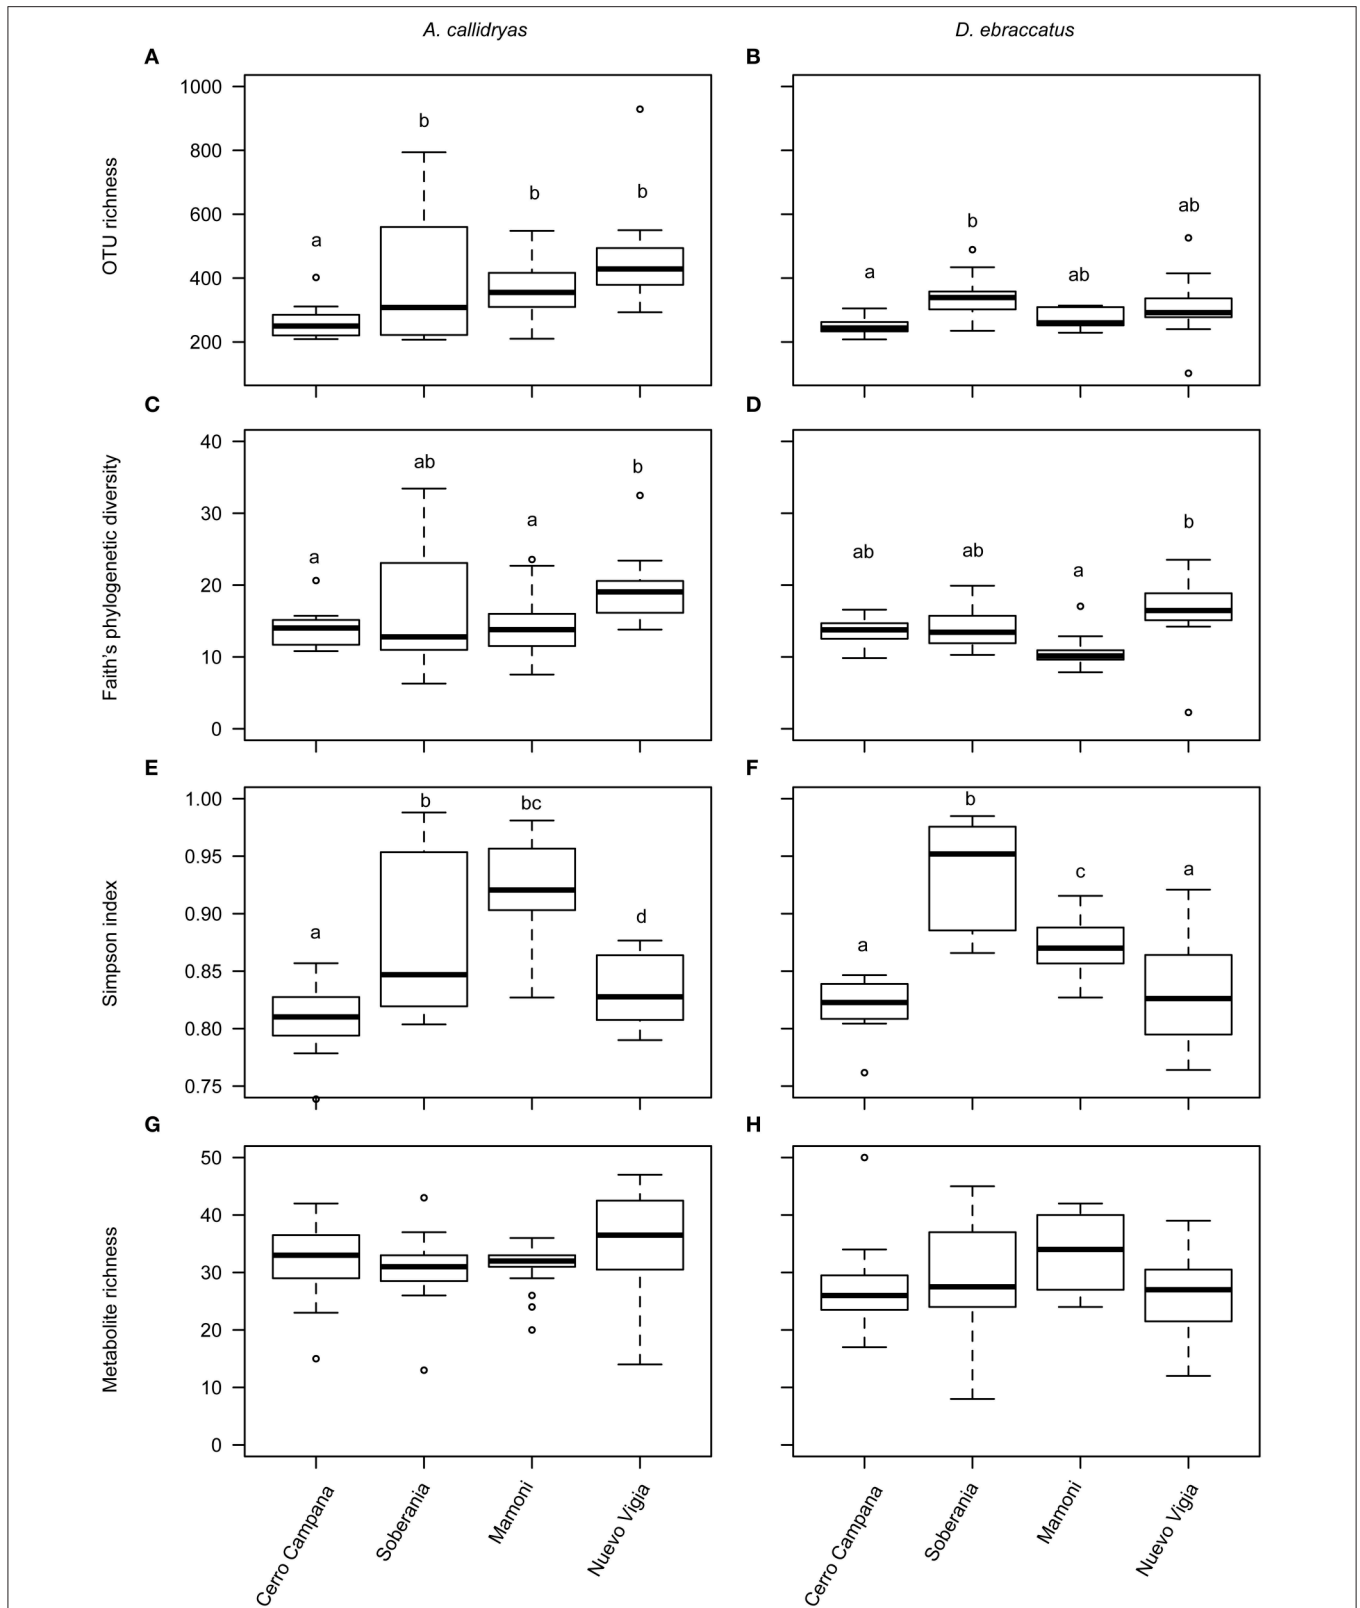 A. callidryas
D. ebraccatus
A
B
OTU richness
1000
800
600
400
200
a
b
b
b
a
b
ab
ab
C
D
Faith's phylogenetic diversity
40
30
20
10
0
a
ab
a
b
ab
ab
a
b
E
F
Simpson index
1.00
0.95
0.90
0.85
0.80
0.75
a
b
bc
d
a
b
c
a
G
H
Metabolite richness
50
40
30
20
10
0
Cerro Campana
Soberania
Mamoni
Nuevo Vigia
Cerro Campana
Soberania
Mamoni
Nuevo Vigia